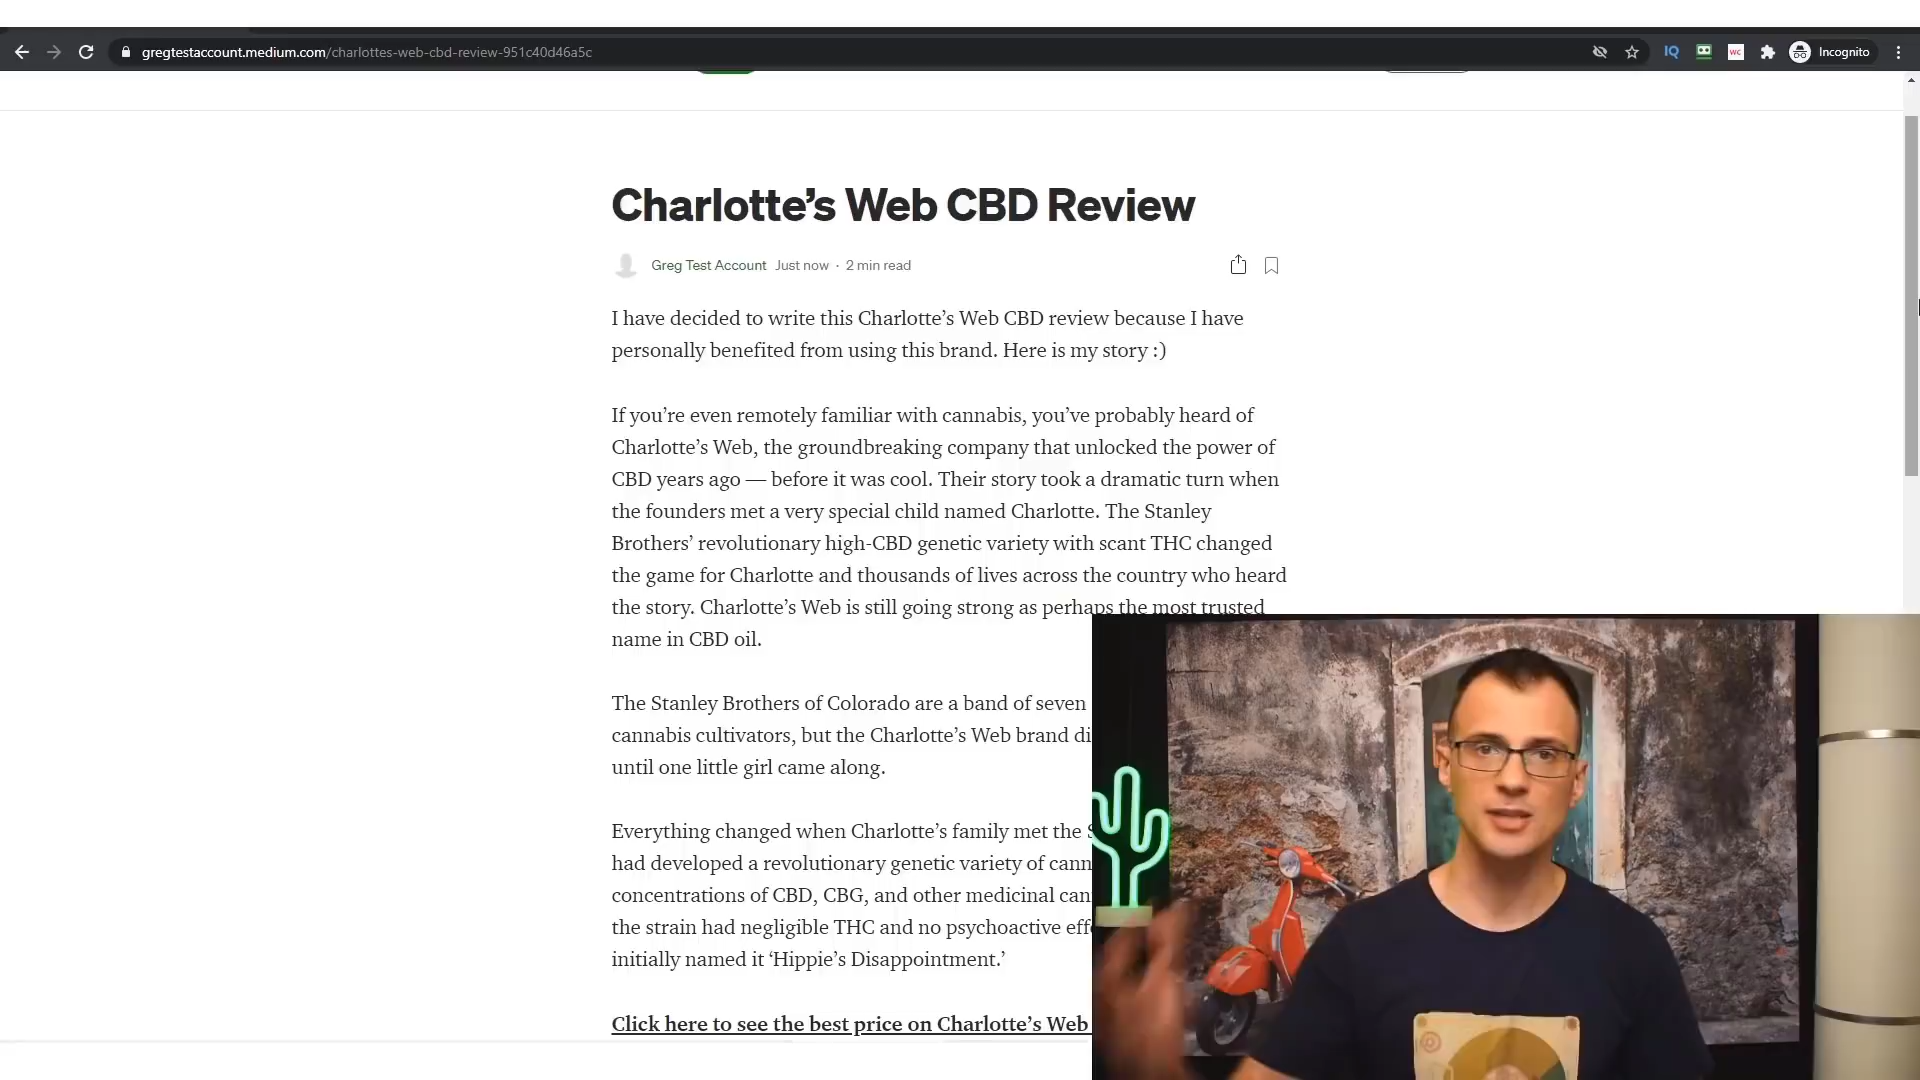 gregtestaccount.medium.com/charlottes-web-cbd-review-951c40d46a5c
IQ
WC
Incognito
Charlotte’s Web CBD Review
Greg Test Account Just now · 2 min read
I have decided to write this Charlotte’s Web CBD review because I have
personally benefited from using this brand. Here is my story :)
If you’re even remotely familiar with cannabis, you’ve probably heard of
Charlotte’s Web, the groundbreaking company that unlocked the power of
CBD years ago — before it was cool. Their story took a dramatic turn when
the founders met a very special child named Charlotte. The Stanley
Brothers’ revolutionary high-CBD genetic variety with scant THC changed
the game for Charlotte and thousands of lives across the country who heard
the story. Charlotte’s Web is still going strong as perhaps the most trusted
name in CBD oil.
The Stanley Brothers of Colorado are a band of seven
cannabis cultivators, but the Charlotte’s Web brand di
until one little girl came along.
Everything changed when Charlotte’s family met the S
had developed a revolutionary genetic variety of cann
concentrations of CBD, CBG, and other medicinal can
the strain had negligible THC and no psychoactive effe
initially named it ‘Hippie’s Disappointment.’
Click here to see the best price on Charlotte’s Web